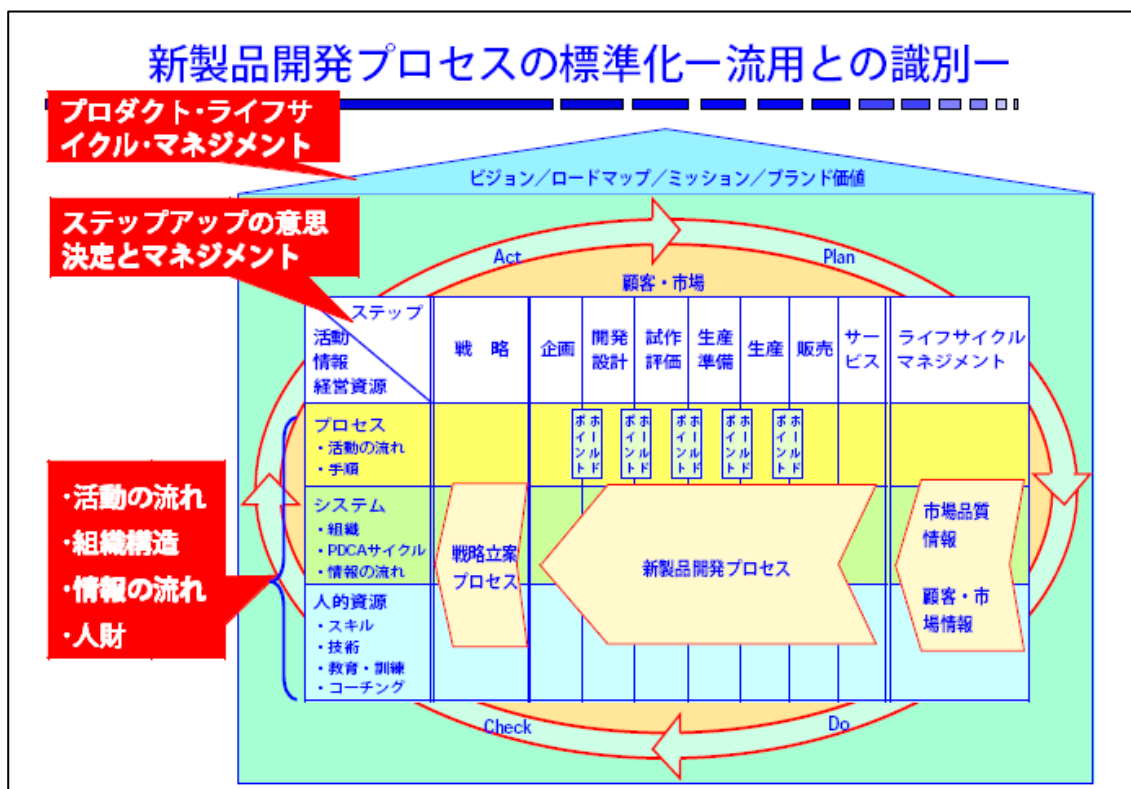 新製品開発プロセスの標準化ー流用との識別ー
プロダクト・ライフサ
イクル・マネジメント
ビジョン／ロードマップ／ミッション／ブランド価値
ステップアップの意思
決定とマネジメント
Act
Plan
顧客・市場
ステップ
活動
情報
経営資源
戦　略
企画
開発
設計
試作
評価
生産
準備
生産
販売
サー
ビス
ライフサイクル
マネジメント
プロセス
・活動の流れ
・手順
ホールド
ポイント
ホールド
ポイント
ホールド
ポイント
ホールド
ポイント
ホールド
ポイント
・活動の流れ
・組織構造
・情報の流れ
・人財
システム
・組織
・PDCAサイクル
・情報の流れ
戦略立案
プロセス
新製品開発プロセス
市場品質
情報
顧客・市
場情報
人的資源
・スキル
・技術
・教育・訓練
・コーチング
Check
Do